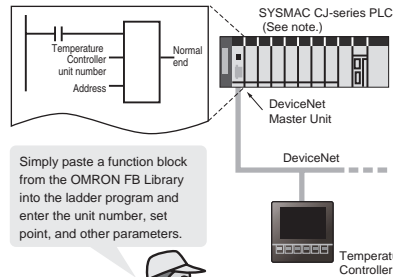 SYSMAC CJ-series PLC
(See note.)
Temperature
Controller
unit number
Address
Normal
end
DeviceNet
Master Unit
DeviceNet
Simply paste a function block
from the OMRON FB Library
into the ladder program and
enter the unit number, set
point, and other parameters.
Controller